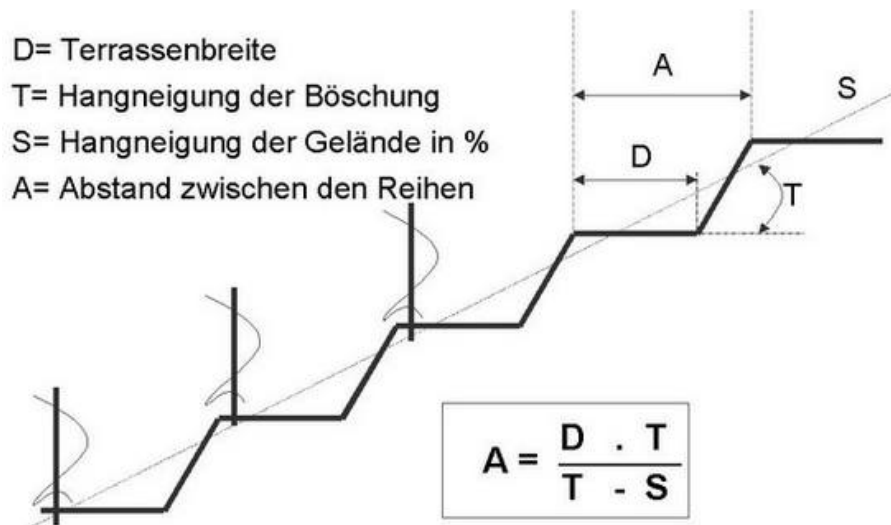 D= Terrassenbreite
T= Hangneigung der Böschung
S= Hangneigung der Gelände in %
A= Abstand zwischen den Reihen
A
S
D
T
A = D . T
T - S